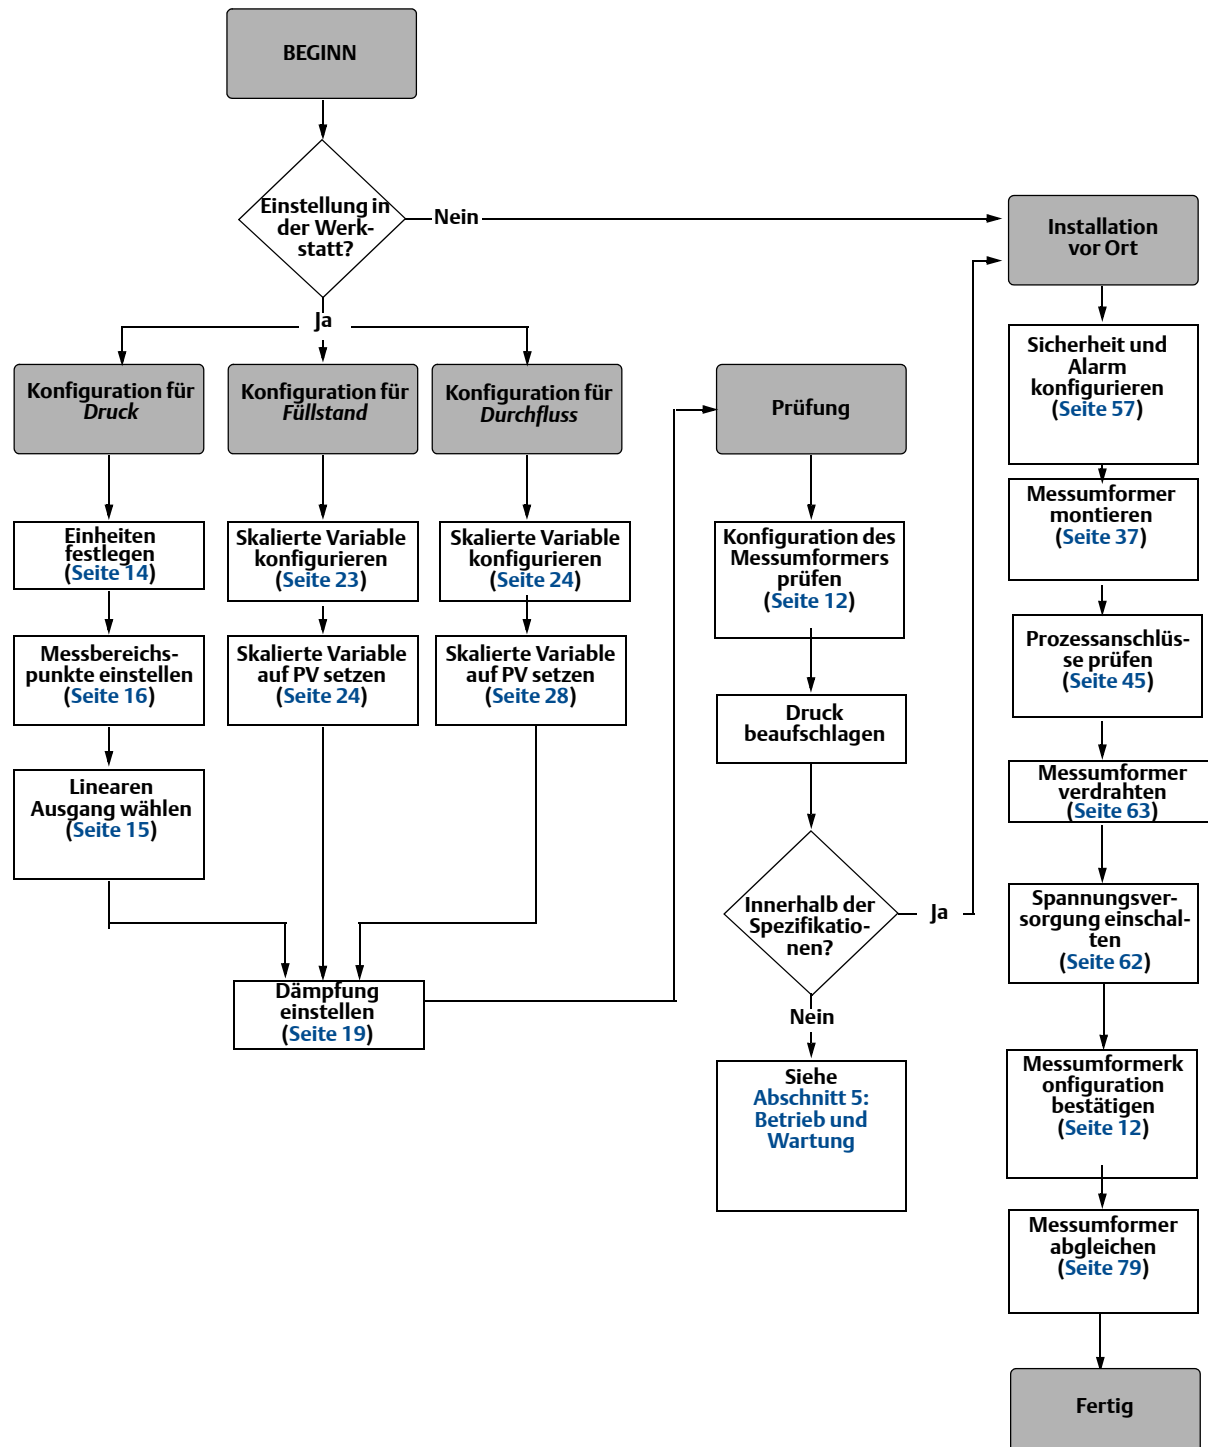 BEGINN
Einstellung in
der Werk-
statt?
Nein
Ja
Konfiguration für
Druck
Einheiten
festlegen
(Seite 14)
Messbereichs-
punkte einstellen
(Seite 16)
Linearen
Ausgang wählen
(Seite 15)
Konfiguration für
Füllstand
Skalierte Variable
konfigurieren
(Seite 23)
Skalierte Variable
auf PV setzen
(Seite 24)
Konfiguration für
Durchfluss
Skalierte Variable
konfigurieren
(Seite 24)
Skalierte Variable
auf PV setzen
(Seite 28)
Dämpfung
einstellen
(Seite 19)
Prüfung
Konfiguration des
Messumformers
prüfen
(Seite 12)
Druck
beaufschlagen
Innerhalb der
Spezifikatio-
nen?
Ja
Nein
Siehe
Abschnitt 5:
Betrieb und
Wartung
Installation
vor Ort
Sicherheit und
Alarm
konfigurieren
(Seite 57)
Messumformer
montieren
(Seite 37)
Prozessanschlüs-
se prüfen
(Seite 45)
Messumformer
verdrahten
(Seite 63)
Spannungsver-
sorgung einschal-
ten
(Seite 62)
Messumformerk
onfiguration
bestätigen
(Seite 12)
Messumformer
abgleichen
(Seite 79)
Fertig